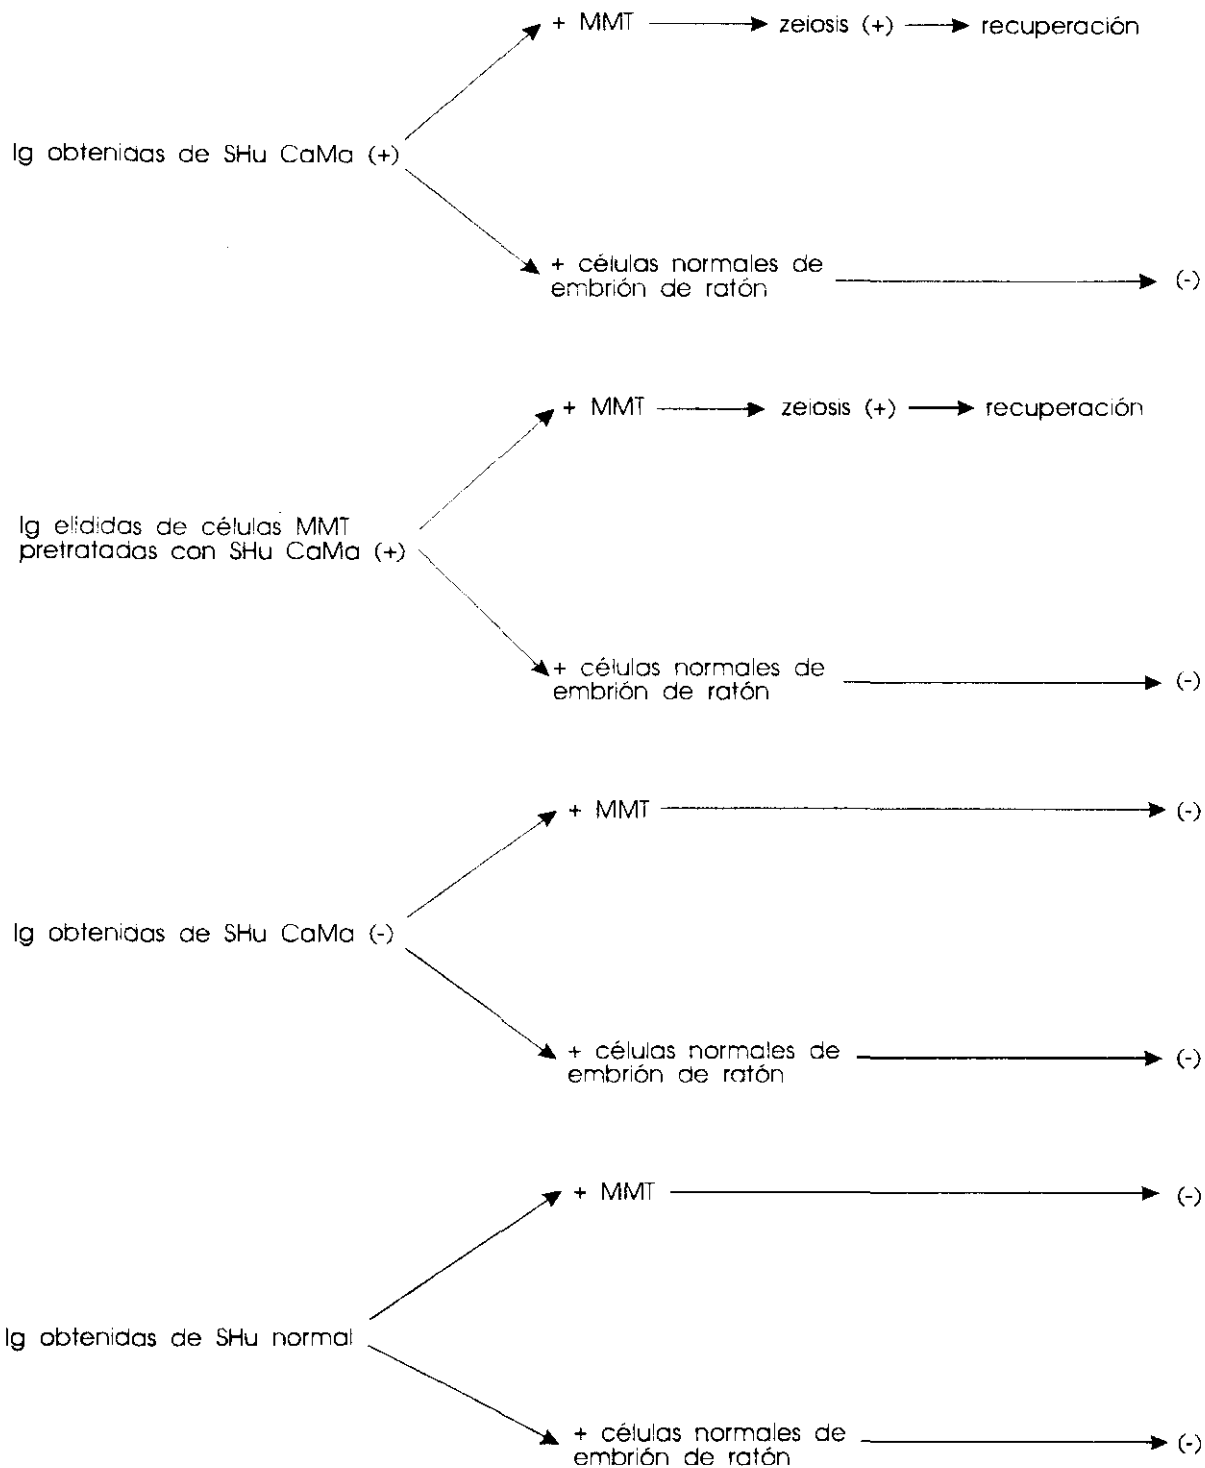 + MMT zeiosis (+) recuperación
Ig obtenidas de SHu CaMa (+)
+ células normales de
embrión de ratón (-)
+ MMT zeiosis (+) recuperación
Ig elididas de células MMT
pretratadas con SHu CaMa (+)
+ células normales de
embrión de ratón (-)
+ MMT (-)
Ig obtenidas de SHu CaMa (-)
+ células normales de
embrión de ratón (-)
+ MMT (-)
Ig obtenidas de SHu normal
+ células normales de
embrión de ratón (-)